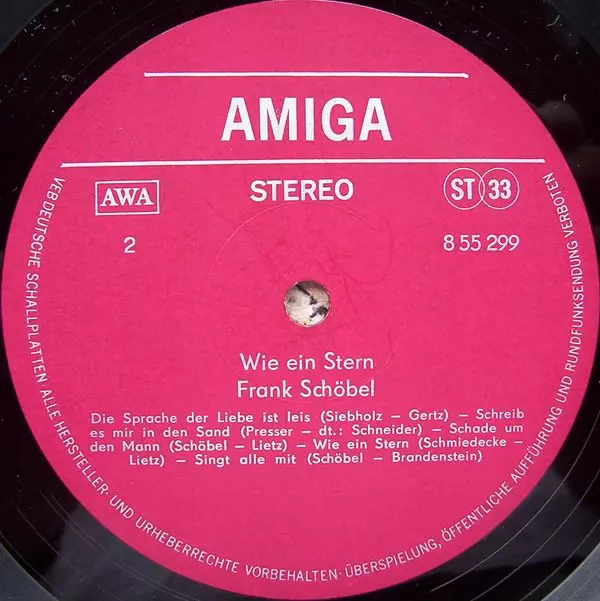 AMIGA
AWA
STEREO
ST 33
2
8 55 299
Wie ein Stern
Frank Schöbel
Die Sprache der Liebe ist leis (Siebholz – Gertz) – Schreib
es mir in den Sand (Presser – dt.: Schneider) – Schade um
den Mann (Schöbel – Lietz) – Wie ein Stern (Schmiedecke –
Lietz) – Singt alle mit (Schöbel – Brandenstein)
VEB DEUTSCHE SCHALLPLATTEN · ALLE HERSTELLER- UND URHEBERRECHTE VORBEHALTEN · ÜBERSPIELUNG, ÖFFENTLICHE AUFFÜHRUNG UND RUNDFUNKSENDUNG VERBOTEN